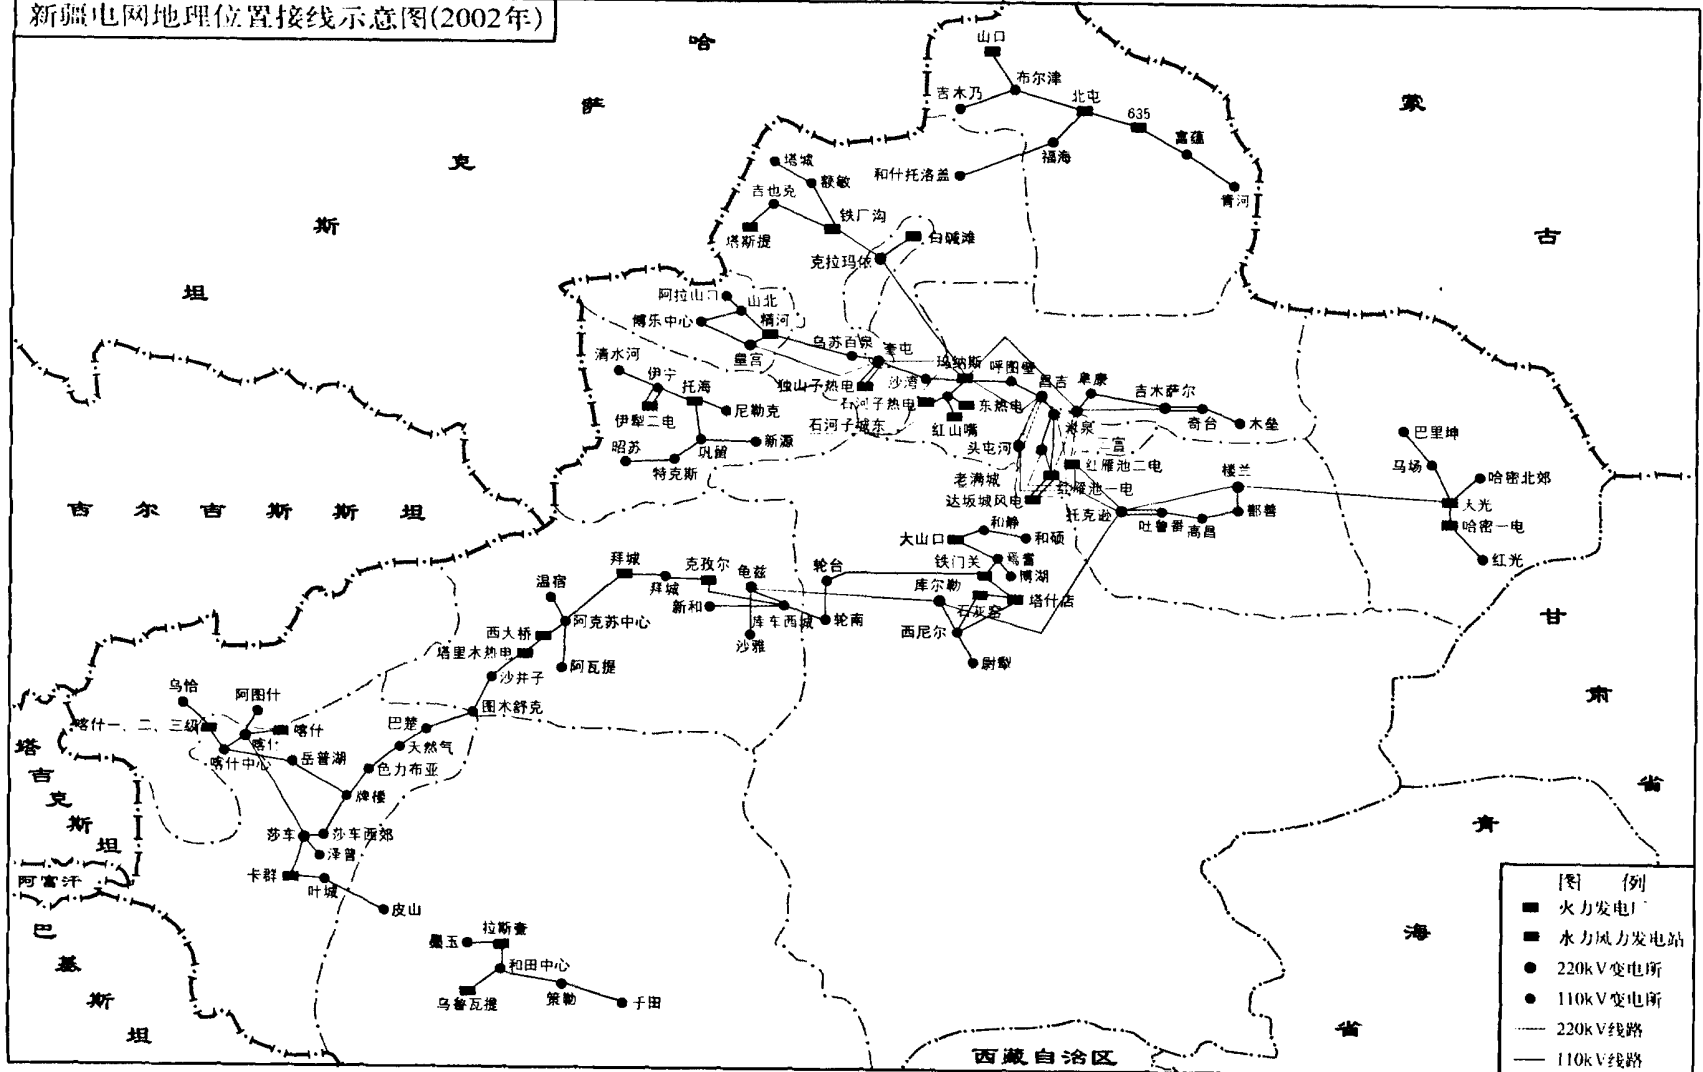 新疆电网地理位置接线示意图(2002年)
哈
萨
克
斯
坦
蒙
古
山口
布尔津
吉木乃
北屯
635
富蕴
福海
和什托洛盖
青河
塔城
额敏
吉也克
铁厂沟
塔斯提
白碱滩
克拉玛依
阿拉山口
山北
博乐中心
精河
皇宫
乌苏百泉
奎屯
独山子热电
沙湾
玛纳斯
呼图壁
昌吉
阜康
吉木萨尔
奇台
木垒
石河子热电
东热电
石河子城东
红山嘴
米泉
头屯河
三宫
红雁池二电
老满城
红雁池一电
达坂城风电
清水河
伊宁
托海
伊犁二电
尼勒克
昭苏
特克斯
巩留
新源
楼兰
托克逊
吐鲁番
高昌
鄯善
巴里坤
马场
哈密北郊
大光
哈密一电
红光
吉尔吉斯斯坦
和静
大山口
和硕
铁门关
焉耆
博湖
库尔勒
石灰窑
塔什店
西尼尔
尉犁
拜城
克孜尔
龟兹
轮台
温宿
拜城
新和
库车西城
轮南
沙雅
阿克苏中心
西大桥
塔里木热电
阿瓦提
沙井子
图木舒克
巴楚
天然气
色力布亚
牌楼
乌恰
阿图什
喀什一、二、三级
喀什
喀什
喀什中心
岳普湖
莎车
莎车西郊
泽普
卡群
叶城
皮山
拉斯奎
墨玉
和田中心
乌鲁瓦提
策勒
于田
塔
吉
克
斯
坦
阿富汗
巴
基
斯
坦
甘
肃
省
青
海
省
西藏自治区
图 例
火力发电厂
水力风力发电站
220kV变电所
110kV变电所
220kV线路
110kV线路